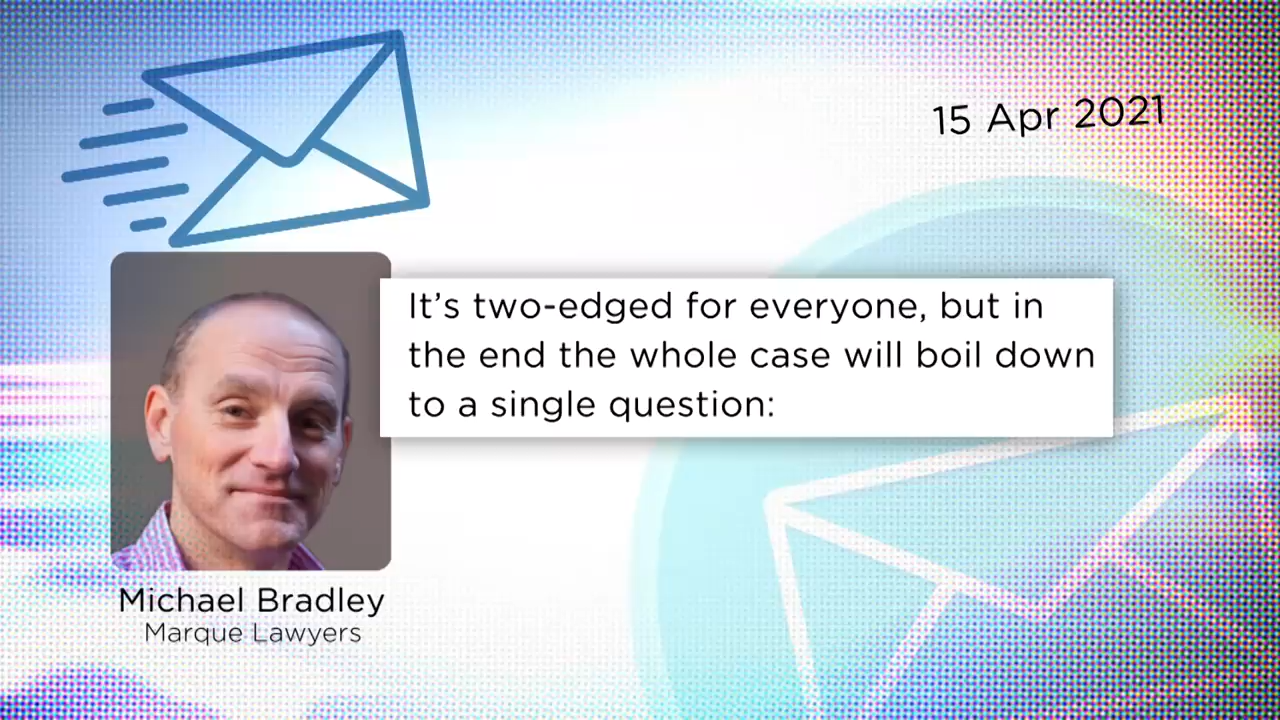 15 Apr 2021
It’s two-edged for everyone, but in
the end the whole case will boil down
to a single question:
Michael Bradley
Marque Lawyers